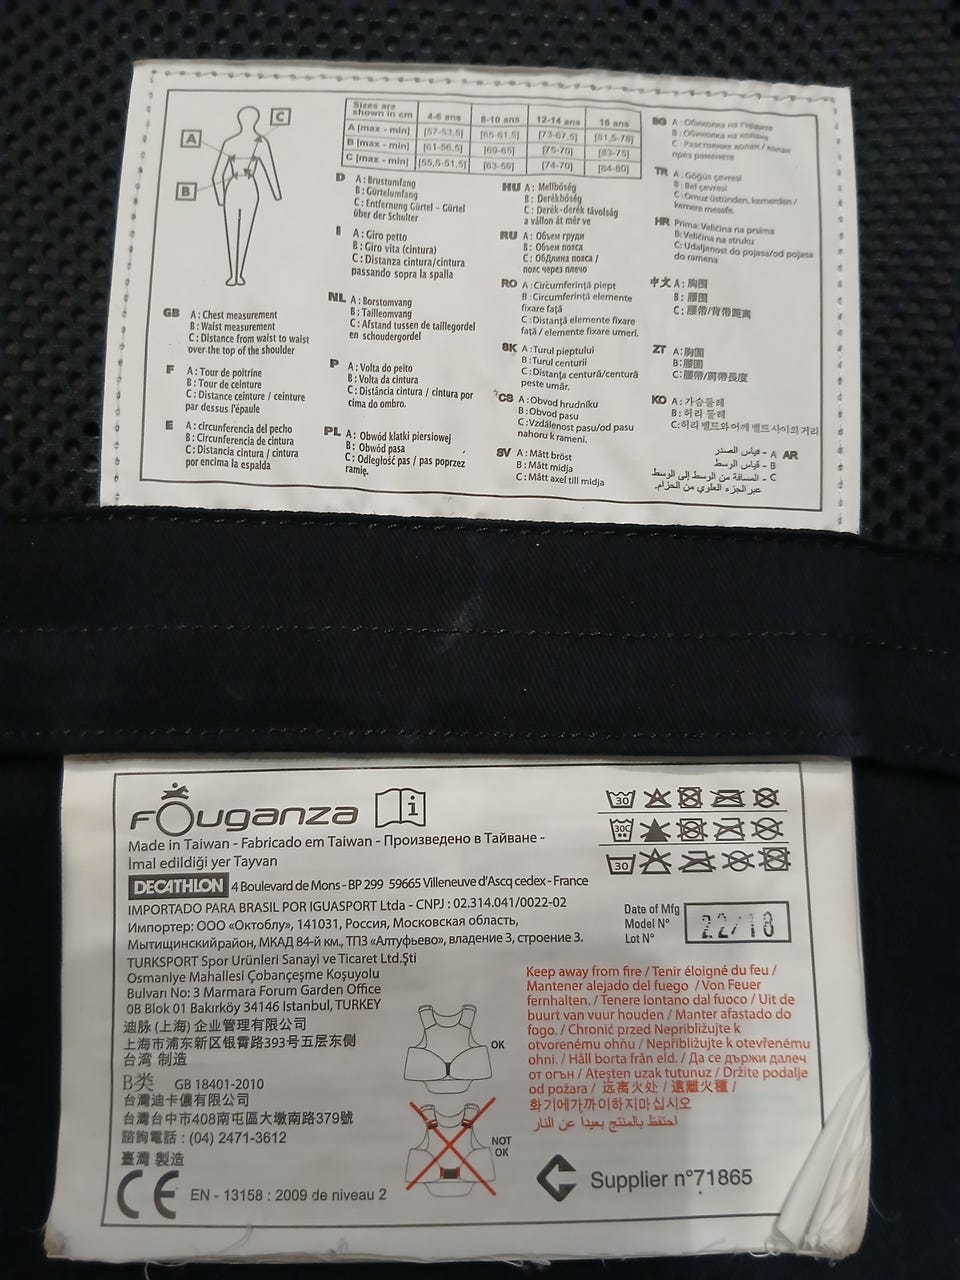 A
C
B
Sizes are shown in cm 4-6 ans 8-10 ans 12-14 ans 16 ans
A [max - min] [57-53,5] [65-61,5] [73-67,5] [81,5-76]
B [max - min] [61-56,5] [69-65] [75-70] [83-75]
C [max - min] [55,5-51,5] [63-59] [74-70] [84-80]
GB A : Chest measurement
B : Waist measurement
C : Distance from waist to waist
over the top of the shoulder
F A : Tour de poitrine
B : Tour de ceinture
C : Distance ceinture / ceinture
par dessus l'épaule
E A : circunferencia del pecho
B : Circunferencia de cintura
C : Distancia cintura / cintura
por encima la espalda
D A : Brustumfang
B : Gürtelumfang
C : Entfernung Gürtel - Gürtel
über der Schulter
I A : Giro petto
B : Giro vita (cintura)
C : Distanza cintura/cintura
passando sopra la spalla
NL A : Borstomvang
B : Tailleomvang
C : Afstand tussen de taillegordel
en schoudergordel
P A : Volta do peito
B : Volta da cintura
C : Distância cintura / cintura por
cima do ombro.
PL A : Obwód klatki piersiowej
B : Obwód pasa
C : Odległość pas / pas poprzez
ramię.
HU A : Mellbőség
B : Derékbőség
C : Derék-derék távolság
a vállon át mér ve
RU A : Объем груди
B : Объем пояса
C : ОбДлина пояса /
пояс через плечо
RO A : Circumferință piept
B : Circumferință elemente
fixare față
C : Distanță elemente fixare
față / elemente fixare umeri.
SK A : Turul pieptului
B : Turul centurii
C : Distanța centură/centură
peste umăr.
CS A : Obvod hrudníku
B : Obvod pasu
C : Vzdálenost pasu/od pasu
nahoru k rameni.
SV A : Mått bröst
B : Mått midja
C : Mått axel till midja
BG A : Обиколка на гърдите
B : Обиколка на колана
C : Разстояние колан / колан
през раменете
TR A : Göğüs çevresi
B : Bel çevresi
C : Omuz üstünden, kemerden /
kemere mesafe.
HR Prima: Veličina na prsima
B: Veličina na struku
C: Udaljenost do pojasa/od pojasa
do ramena
中文 A : 胸围
B : 腰围
C : 腰带/背带距离
ZT A : 胸圍
B : 腰圍
C : 腰帶/肩帶長度
KO A : 가슴둘레
B : 허리 둘레
C: 허리 벨트와 어깨 벨트 사이의 거리
AR A - قياس الصدر
B - قياس الوسط
C - المسافة من الوسط إلى الوسط
عبر الجزء العلوي من الحزام.
FOuganza i
Made in Taiwan - Fabricado em Taiwan - Произведено в Тайване -
Imal edildiği yer Tayvan
DECATHLON 4 Boulevard de Mons - BP 299 59665 Villeneuve d'Ascq cedex - France
IMPORTADO PARA BRASIL POR IGUASPORT Ltda - CNPJ : 02.314.041/0022-02
Импортер: ООО «Октоблу», 141031, Россия, Московская область,
Мытищинскийрайон, МКАД 84-й км., ТПЗ «Алтуфьево», владение 3, строение 3.
TURKSPORT Spor Urünleri Sanayi ve Ticaret Ltd.Şti
Osmaniye Mahallesi Çobançeşme Koşuyolu
Bulvarı No: 3 Marmara Forum Garden Office
0B Blok 01 Bakırköy 34146 Istanbul, TURKEY
迪脉 (上海) 企业管理有限公司
上海市浦东新区银霄路393号五层东侧
台湾 制造
B类 GB 18401-2010
台灣迪卡儂有限公司
台灣台中市408南屯區大墩南路379號
諮詢電話 : (04) 2471-3612
臺灣 製造
CE EN - 13158 : 2009 de niveau 2
30
30C
30
Date of Mfg
Model N°
Lot N°
22/18
Keep away from fire / Tenir éloigné du feu /
Mantener alejado del fuego / Von Feuer
fernhalten. / Tenere lontano dal fuoco / Uit de
buurt van vuur houden / Manter afastado do
fogo. / Chronić przed Nepribližujte k
otvorenému ohňu / Nepřibližujte k otevřenému
ohni. / Håll borta från eld. / Да се държи далеч
от огън / Ateşten uzak tutunuz / Držite podalje
od požara / 远离火处 / 遠離火種 /
화기에가까이하지마십시오
احتفظ بالمنتج بعيدا عن النار
OK
NOT
OK
Supplier n°71865